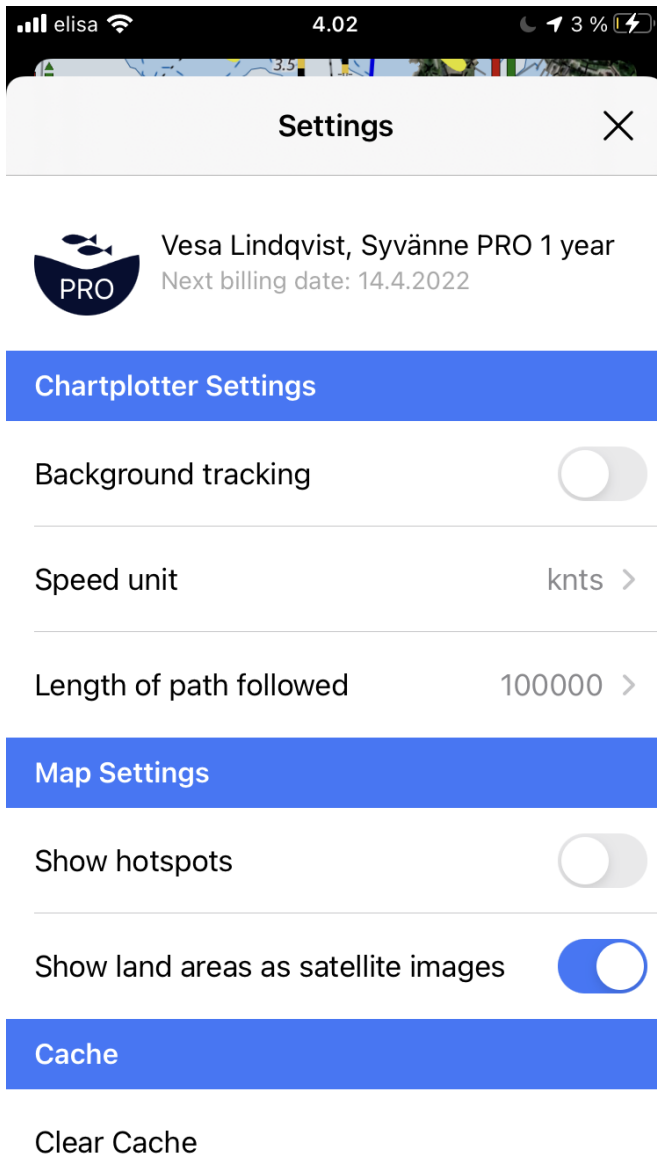 elisa 4.02 3 %
3.5
Settings
Vesa Lindqvist, Syvänne PRO 1 year
PRO
Next billing date: 14.4.2022
Chartplotter Settings
Background tracking
Speed unit knts
Length of path followed 100000
Map Settings
Show hotspots
Show land areas as satellite images
Cache
Clear Cache